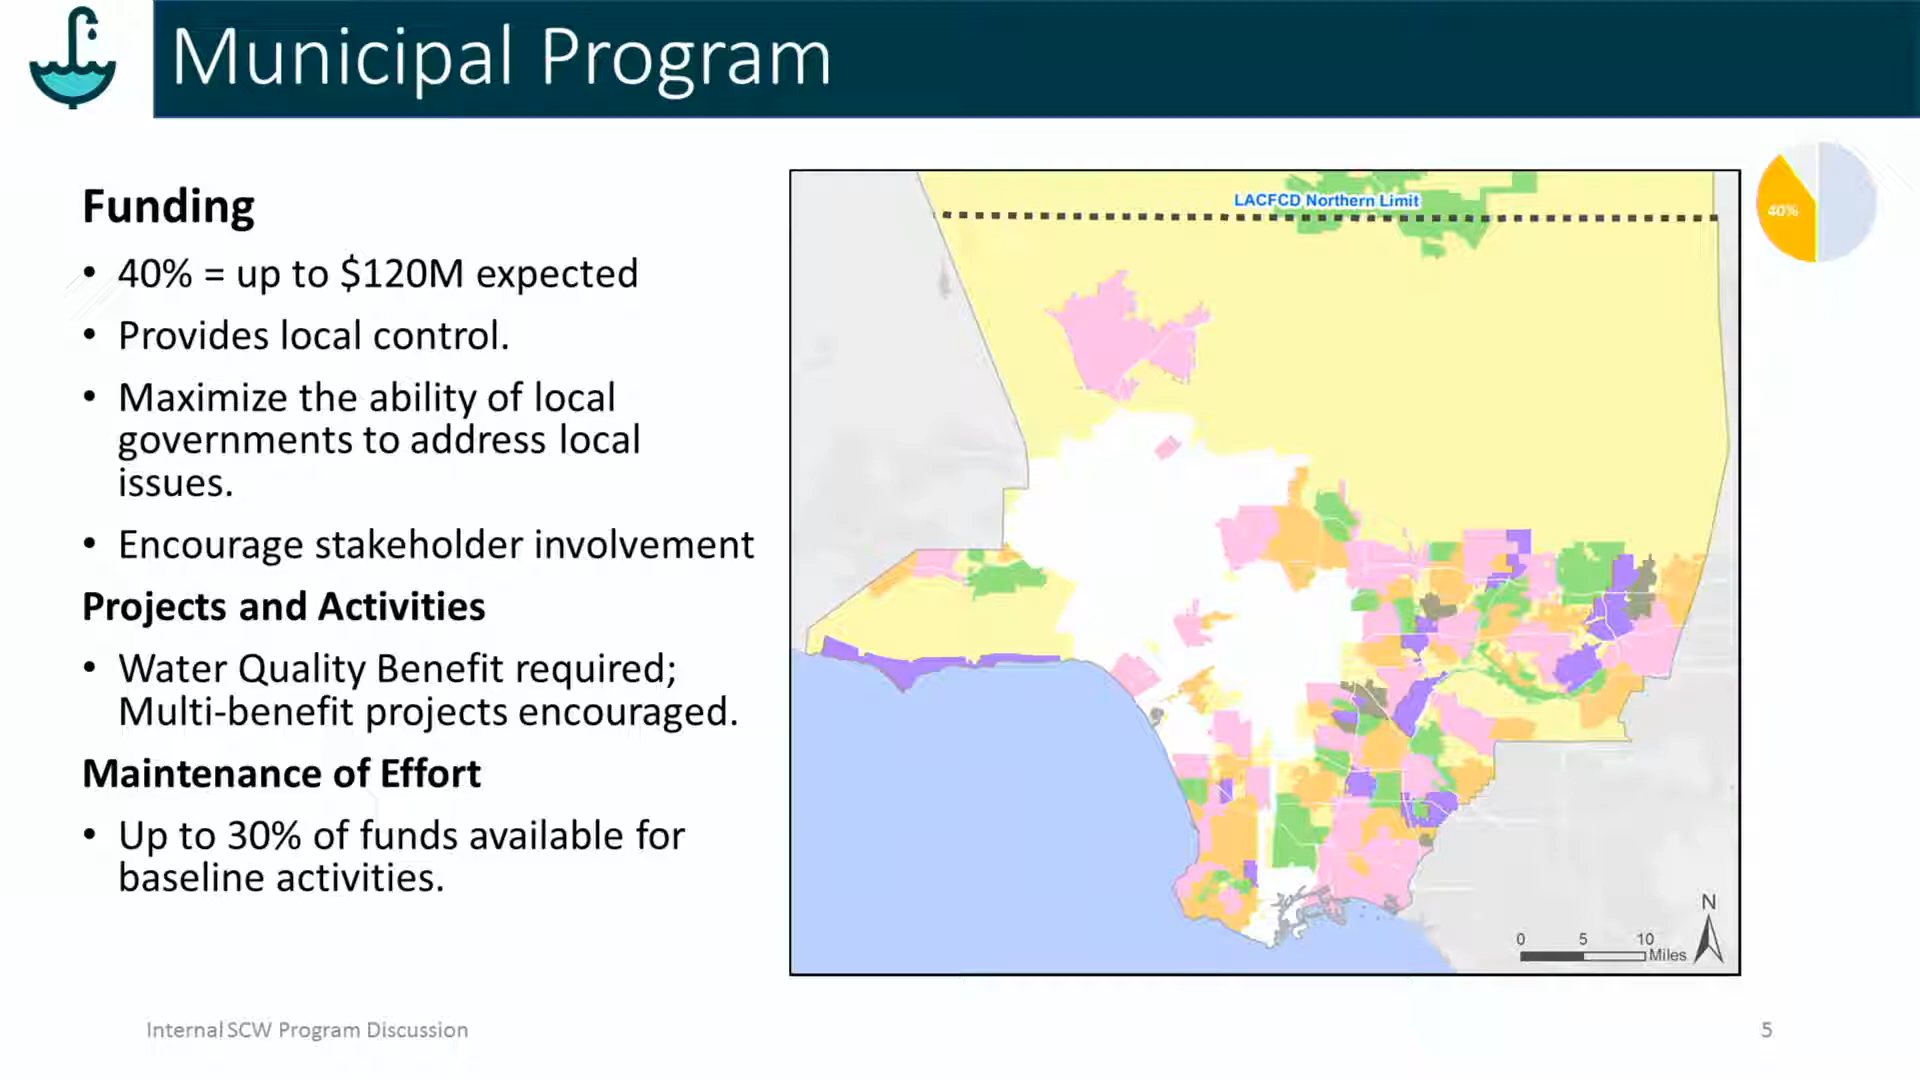 Municipal Program
Funding
• 40% = up to $120M expected
• Provides local control.
• Maximize the ability of local
governments to address local
issues.
• Encourage stakeholder involvement
Projects and Activities
• Water Quality Benefit required;
Multi-benefit projects encouraged.
Maintenance of Effort
• Up to 30% of funds available for
baseline activities.
LACFCD Northern Limit
40%
N
0 5 10
Miles
Internal SCW Program Discussion
5